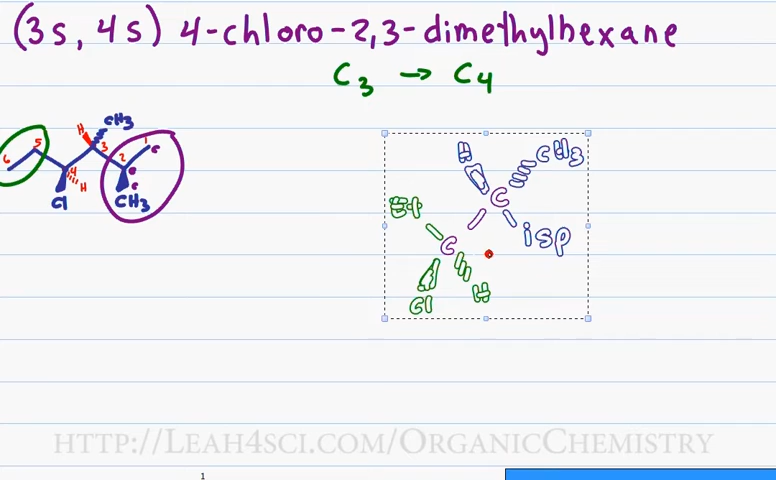 (3s, 4s) 4-chloro-2,3-dimethylhexane
C3 → C4
H CH3
6 5 4 3 2 1 c
c
c
H
Cl CH3
H CH3
C
Et isp
C
Cl H
HTTP://LEAH4SCI.COM/ORGANICCHEMISTRY
1